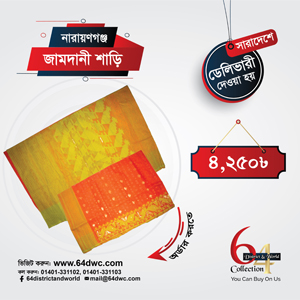 নারায়ণগঞ্জ
জামদানী শাড়ি
সারাদেশে
ডেলিভারী
দেওয়া হয়
৪,২৫০৳
অর্ডার করতে
ভিজিট করুন: www.64dwc.com
কল করুন: 01401-331102, 01401-331103
64districtandworld mail@64dwc.com
64
District & World
Collection
You Can Buy On Us